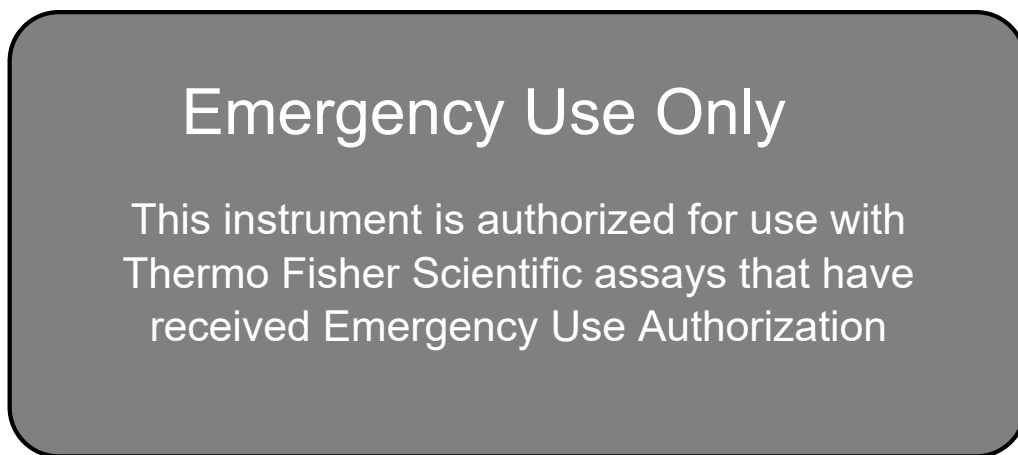 Emergency Use Only
This instrument is authorized for use with
Thermo Fisher Scientific assays that have
received Emergency Use Authorization